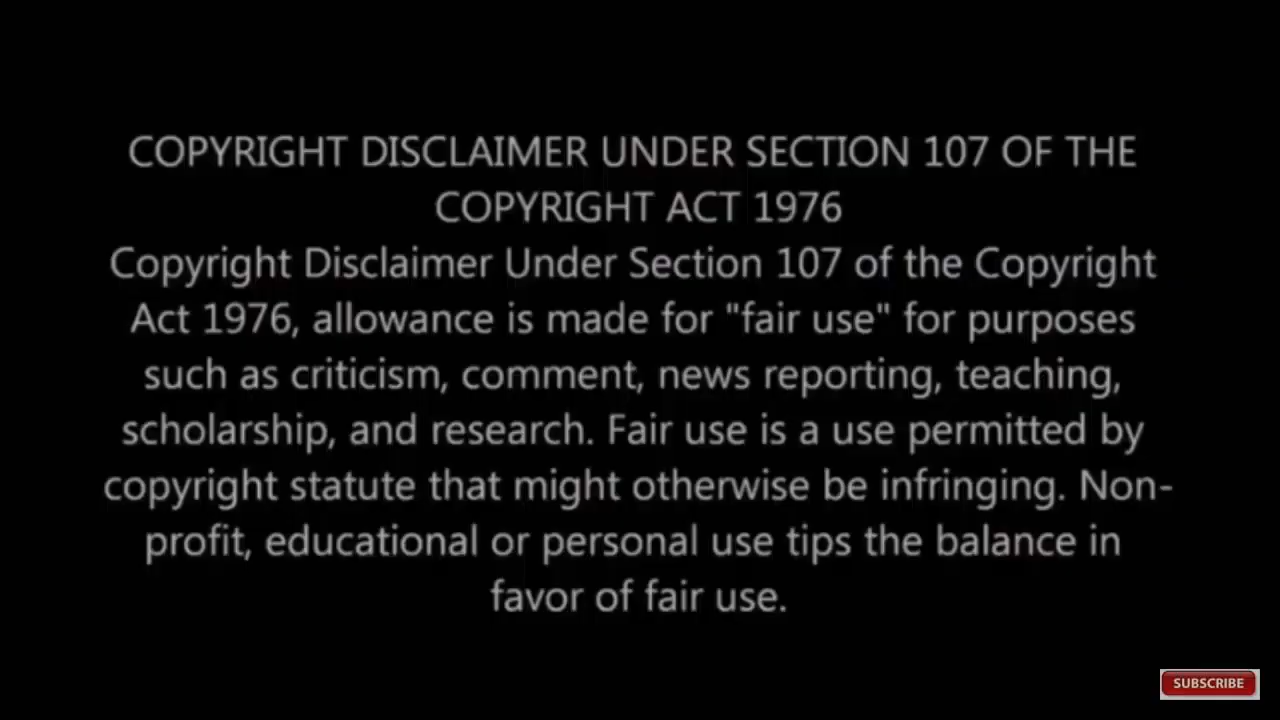 COPYRIGHT DISCLAIMER UNDER SECTION 107 OF THE
COPYRIGHT ACT 1976
Copyright Disclaimer Under Section 107 of the Copyright
Act 1976, allowance is made for "fair use" for purposes
such as criticism, comment, news reporting, teaching,
scholarship, and research. Fair use is a use permitted by
copyright statute that might otherwise be infringing. Non-
profit, educational or personal use tips the balance in
favor of fair use.
SUBSCRIBE